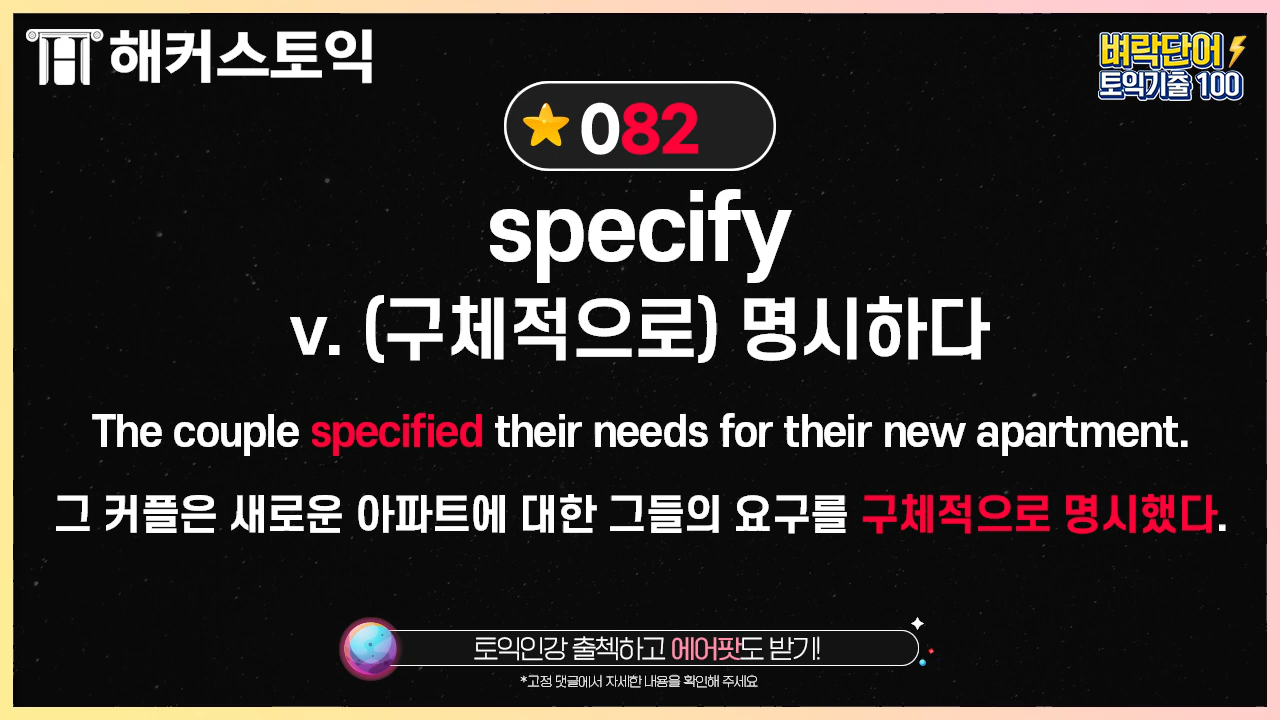 해커스토익
벼락단어
토익기출 100
082
specify
v. (구체적으로) 명시하다
The couple specified their needs for their new apartment.
그 커플은 새로운 아파트에 대한 그들의 요구를 구체적으로 명시했다.
토익인강 출첵하고 에어팟도 받기!
*고정 댓글에서 자세한 내용을 확인해 주세요